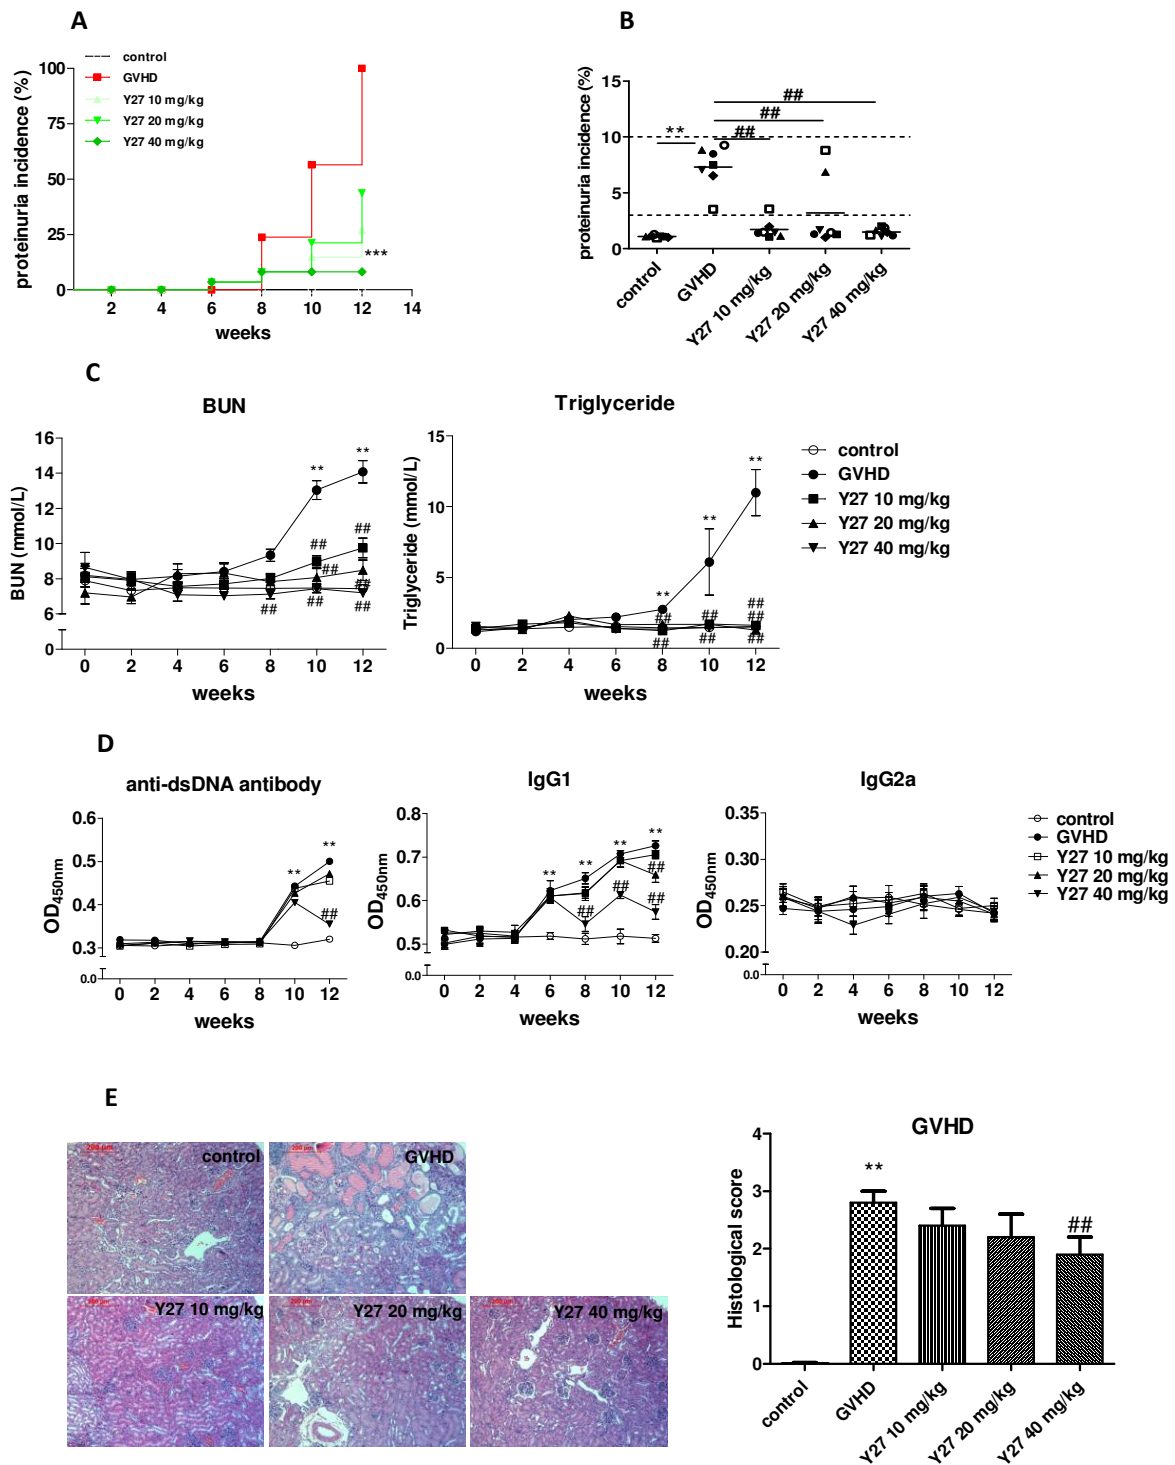 A
control
GVHD
Y27 10 mg/kg
Y27 20 mg/kg
Y27 40 mg/kg
proteinuria incidence (%)
100
75
50
25
0
***
2 4 6 8 10 12 14
weeks
B
proteinuria incidence (%)
15
10
5
0
**
##
##
##
control
GVHD
Y27 10 mg/kg
Y27 20 mg/kg
Y27 40 mg/kg
C
BUN
BUN (mmol/L)
16
14
12
10
8
6
0
** **
## ##
##
##
## ## ##
0 2 4 6 8 10 12
weeks
Triglyceride
Triglyceride (mmol/L)
15
10
5
0
**
**
**
##
## ## ##
## ## ##
0 2 4 6 8 10 12
weeks
control
GVHD
Y27 10 mg/kg
Y27 20 mg/kg
Y27 40 mg/kg
D
anti-dsDNA antibody
OD450nm
0.6
0.5
0.4
0.3
0.0
** **
##
0 2 4 6 8 10 12
weeks
IgG1
OD450nm
0.8
0.7
0.6
0.5
0.0
** ** ** **
##
##
## ##
0 2 4 6 8 10 12
weeks
IgG2a
OD450nm
0.35
0.30
0.25
0.20
0.0
0 2 4 6 8 10 12
weeks
control
GVHD
Y27 10 mg/kg
Y27 20 mg/kg
Y27 40 mg/kg
E
200 μm
control
200 μm
GVHD
200 μm
Y27 10 mg/kg
200 μm
Y27 20 mg/kg
200 μm
Y27 40 mg/kg
GVHD
Histological score
4
3
2
1
0
**
##
control
GVHD
Y27 10 mg/kg
Y27 20 mg/kg
Y27 40 mg/kg